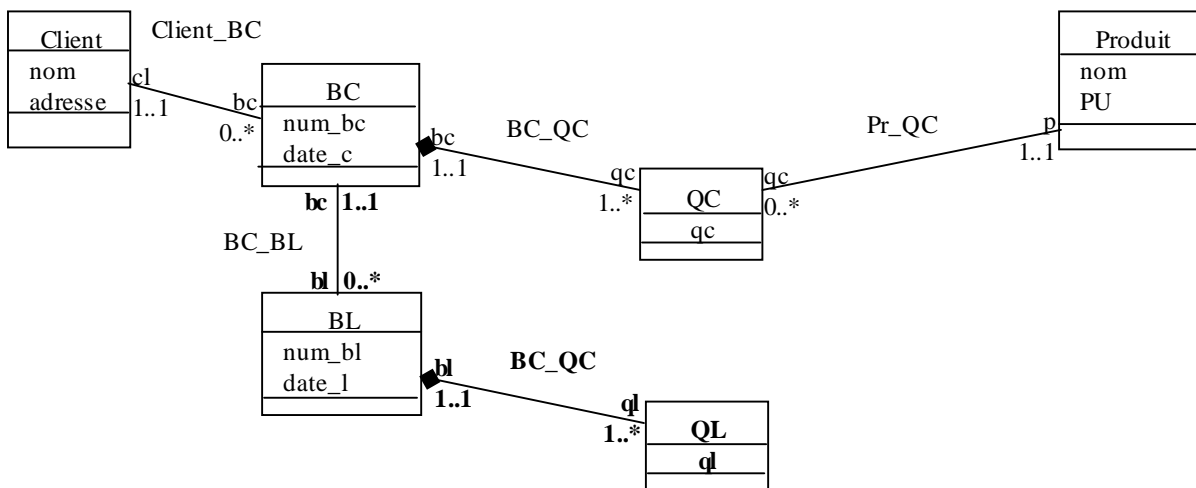 Client
nom
adresse
Client_BC
cl
1..1
bc
0..*
BC
num_bc
date_c
bc
1..1
BC_QC
qc
1..*
QC
qc
qc
0..*
Pr_QC
p
1..1
Produit
nom
PU
bc 1..1
BC_BL
bl 0..*
BL
num_bl
date_l
bl
1..1
BC_QC
ql
1..*
QL
ql